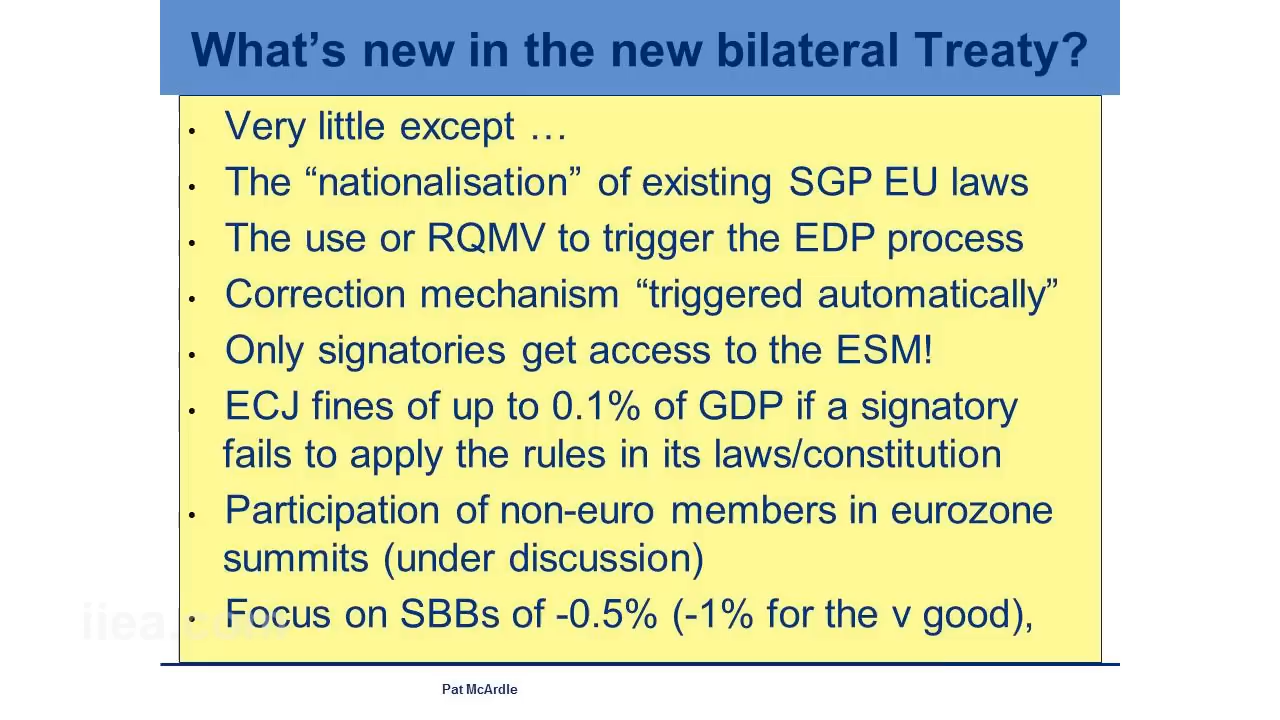 What’s new in the new bilateral Treaty?
• Very little except …
• The “nationalisation” of existing SGP EU laws
• The use or RQMV to trigger the EDP process
• Correction mechanism “triggered automatically”
• Only signatories get access to the ESM!
• ECJ fines of up to 0.1% of GDP if a signatory
fails to apply the rules in its laws/constitution
• Participation of non-euro members in eurozone
summits (under discussion)
• Focus on SBBs of -0.5% (-1% for the v good),
iiea.com
Pat McArdle